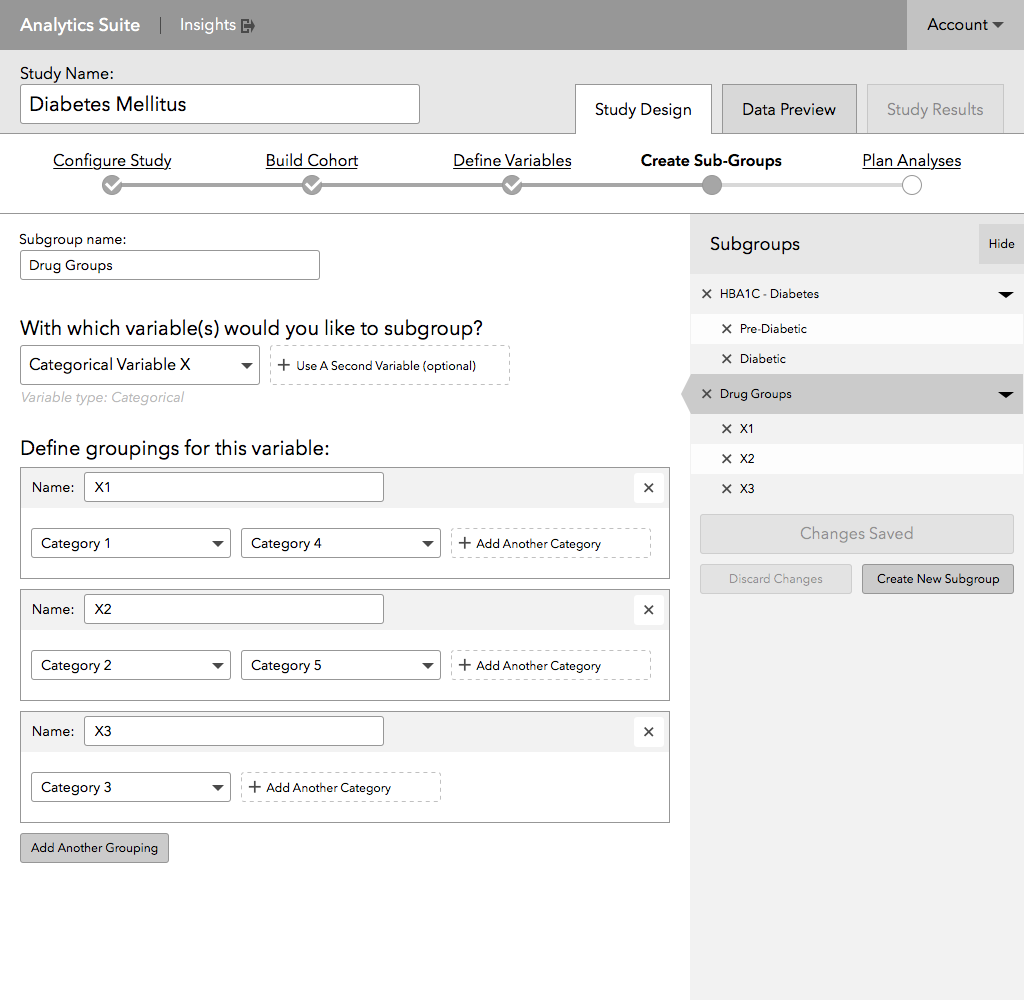 Analytics Suite | Insights Account
Study Name:
Diabetes Mellitus
Study Design Data Preview Study Results
Configure Study Build Cohort Define Variables Create Sub-Groups Plan Analyses
Subgroup name:
Drug Groups
With which variable(s) would you like to subgroup?
Categorical Variable X + Use A Second Variable (optional)
Variable type: Categorical
Define groupings for this variable:
Name: X1 ×
Category 1 Category 4 + Add Another Category
Name: X2 ×
Category 2 Category 5 + Add Another Category
Name: X3 ×
Category 3 + Add Another Category
Add Another Grouping
Subgroups Hide
× HBA1C - Diabetes
× Pre-Diabetic
× Diabetic
× Drug Groups
× X1
× X2
× X3
Changes Saved
Discard Changes Create New Subgroup